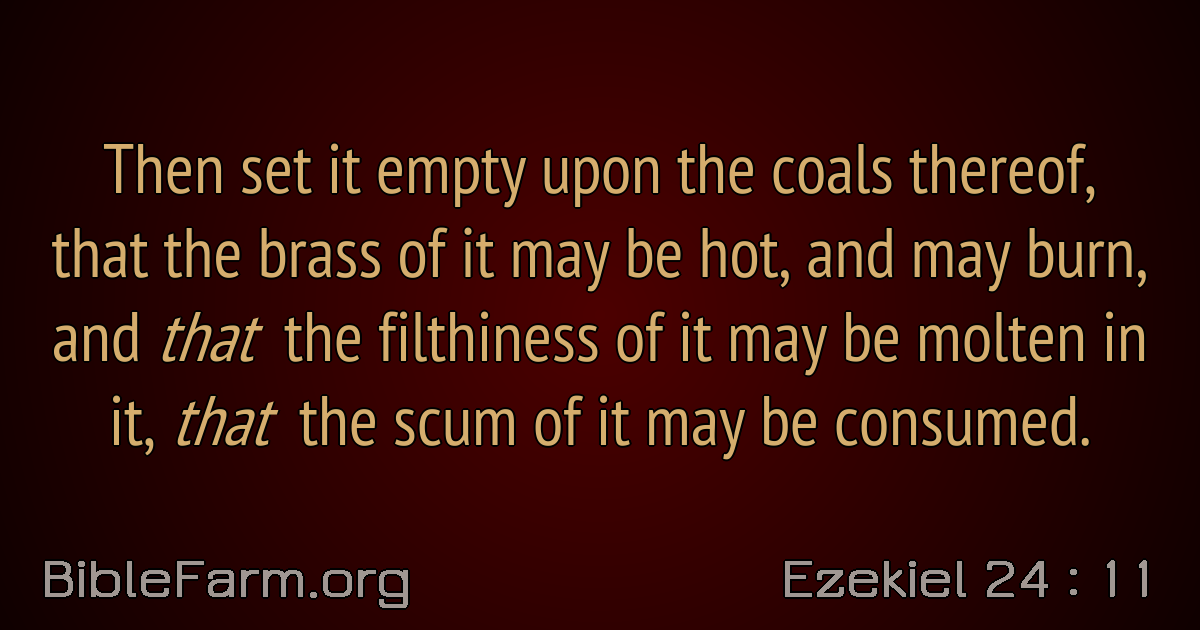 Then set it empty upon the coals thereof,
that the brass of it may be hot, and may burn,
and that the filthiness of it may be molten in
it, that the scum of it may be consumed.
BibleFarm.org
Ezekiel 24 : 11